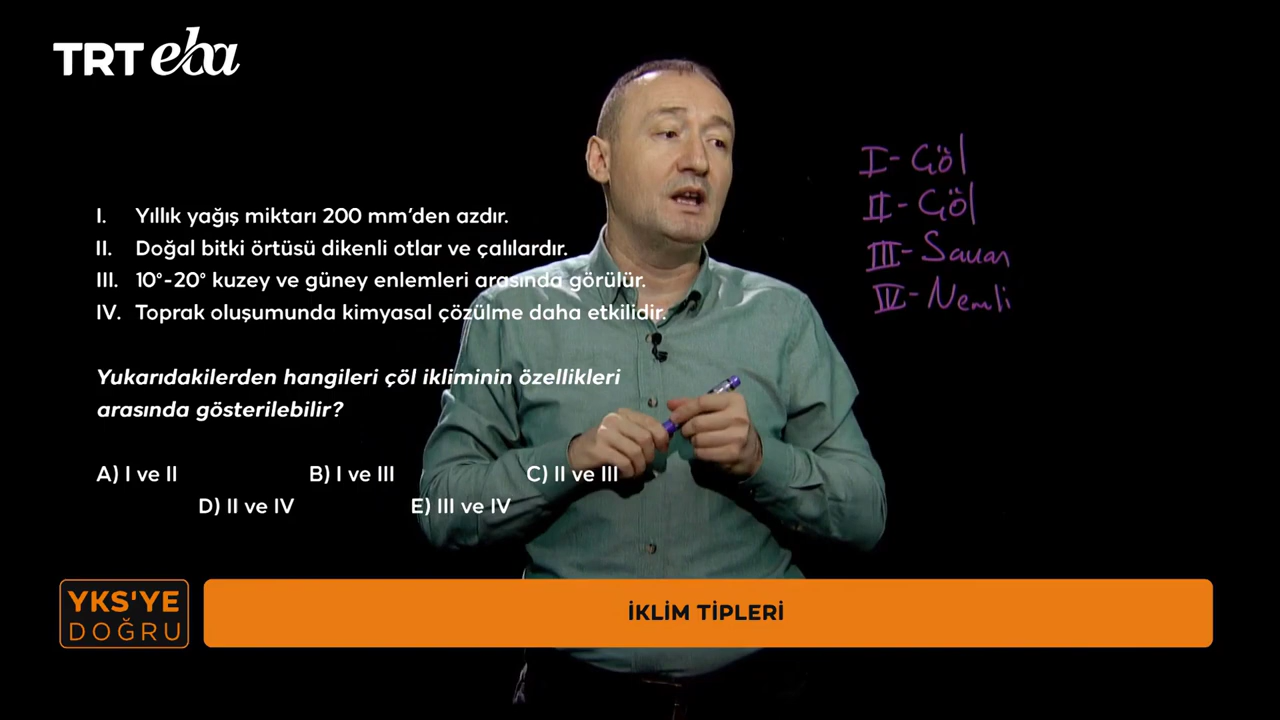 TRT eba
I. Yıllık yağış miktarı 200 mm'den azdır.
II. Doğal bitki örtüsü dikenli otlar ve çalılardır.
III. 10°-20° kuzey ve güney enlemleri arasında görülür.
IV. Toprak oluşumunda kimyasal çözülme daha etkilidir.
Yukarıdakilerden hangileri çöl ikliminin özellikleri
arasında gösterilebilir?
A) I ve II B) I ve III C) II ve III
D) II ve IV E) III ve IV
I- Çöl
II- Çöl
III- Savan
IV- Nemli
YKS'YE
DOĞRU
İKLİM TİPLERİ